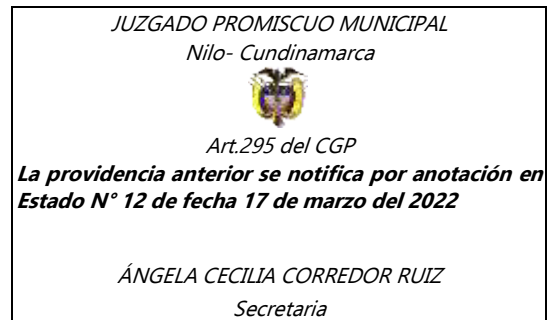 JUZGADO PROMISCUO MUNICIPAL
Nilo- Cundinamarca
Art.295 del CGP
La providencia anterior se notifica por anotación en
Estado N° 12 de fecha 17 de marzo del 2022
ÁNGELA CECILIA CORREDOR RUIZ
Secretaria